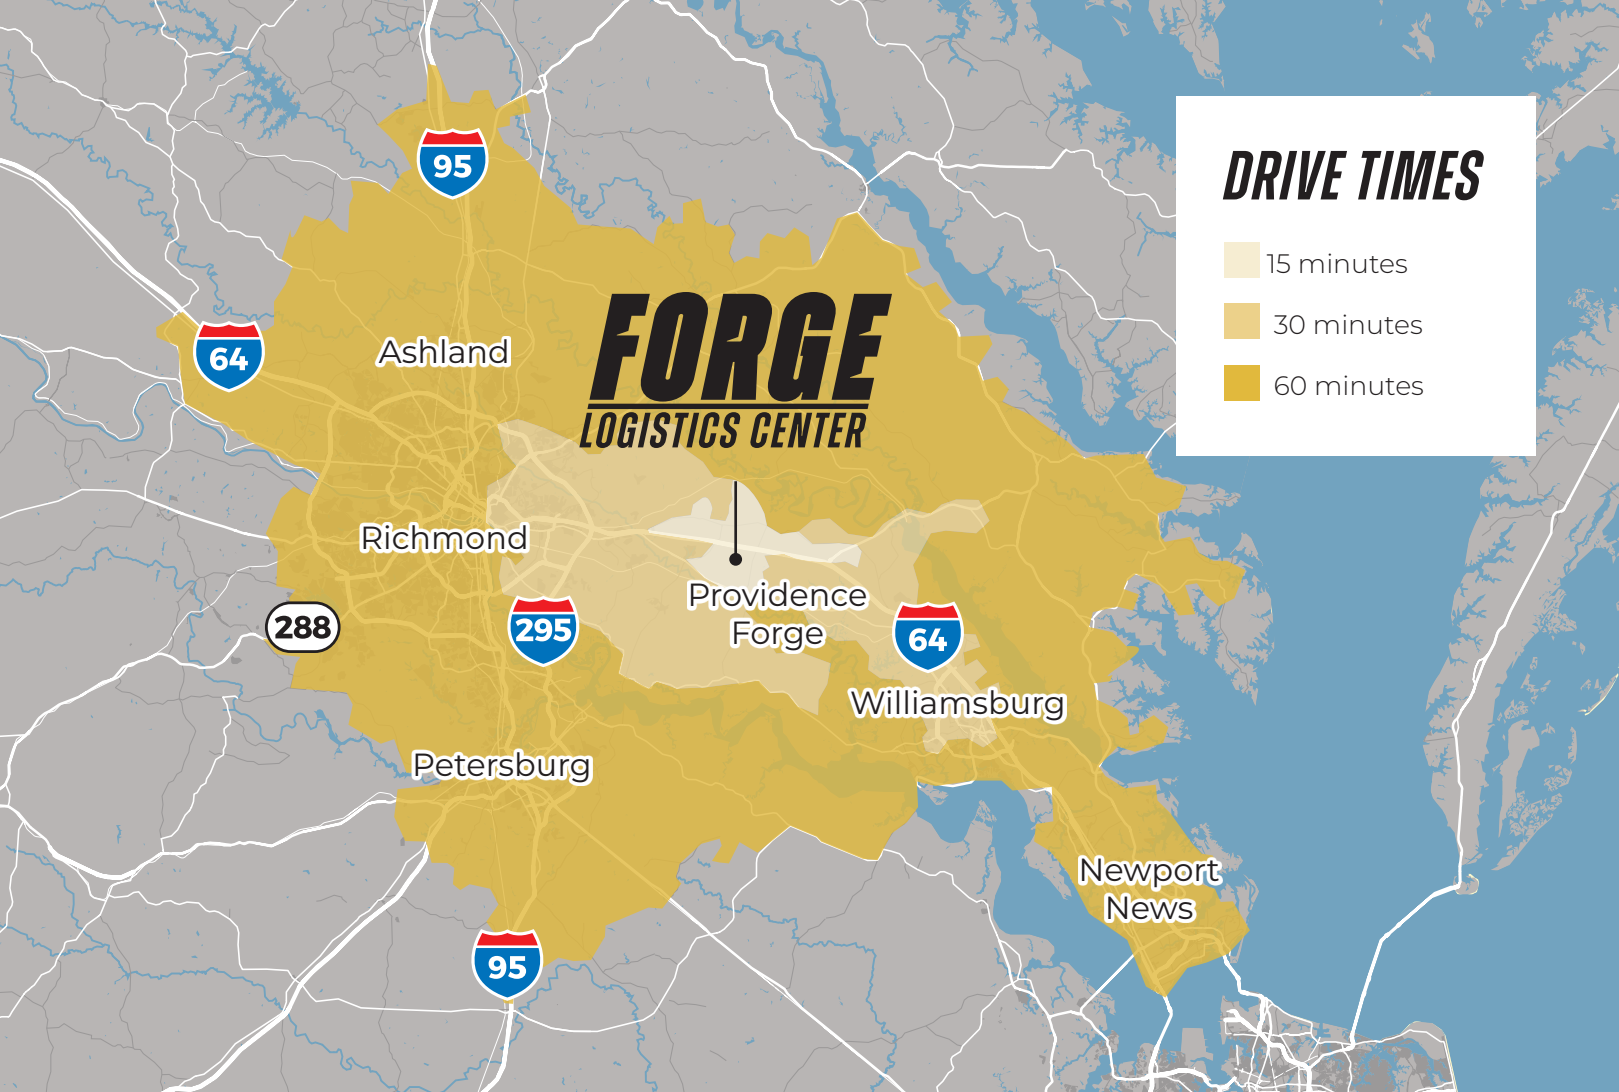 95
DRIVE TIMES
15 minutes
30 minutes
60 minutes
64
Ashland
FORGE
LOGISTICS CENTER
Richmond
Providence
Forge
288
295
64
Williamsburg
Petersburg
Newport
News
95